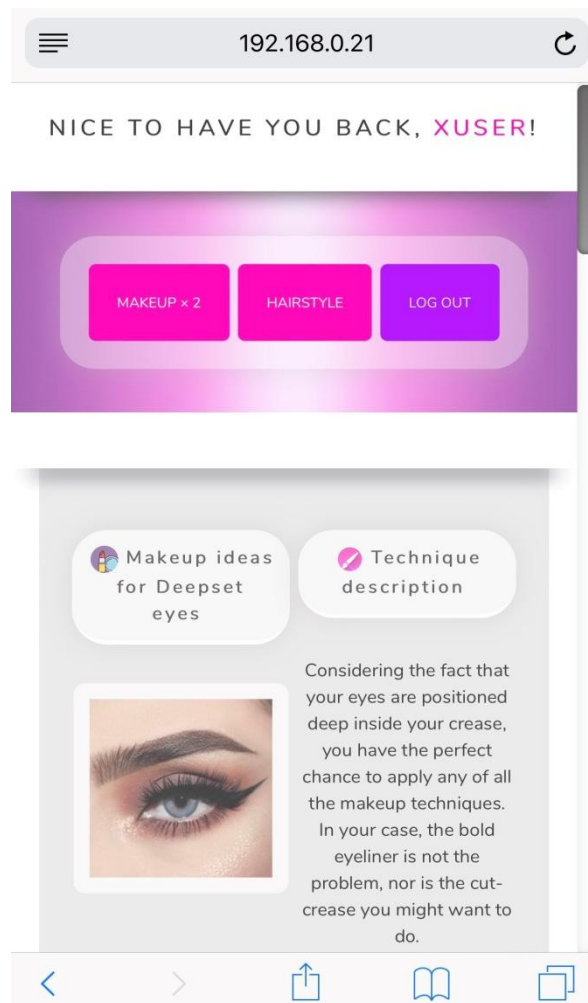 192.168.0.21
NICE TO HAVE YOU BACK, XUSER!
MAKEUP × 2
HAIRSTYLE
LOG OUT
Makeup ideas
for Deepset
eyes
Technique
description
Considering the fact that
your eyes are positioned
deep inside your crease,
you have the perfect
chance to apply any of all
the makeup techniques.
In your case, the bold
eyeliner is not the
problem, nor is the cut-
crease you might want to
do.